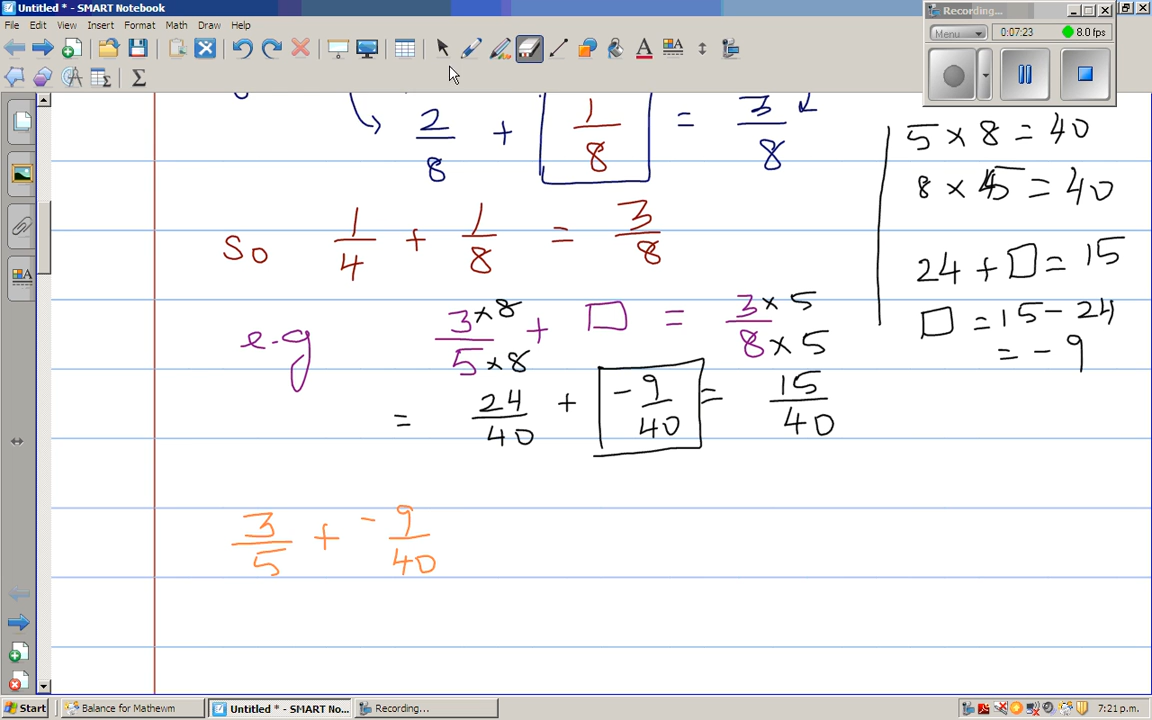 Untitled * - SMART Notebook
File Edit View Insert Format Math Draw Help
Recording...
Menu 0:07:23 8.0 fps
2/8 + 1/8 = 3/8
5 × 8 = 40
8 × 5 = 40
So 1/4 + 1/8 = 3/8
24 + □ = 15
e.g 3×8/5×8 + □ = 3×5/8×5
□ = 15 - 24
= - 9
= 24/40 + -9/40 = 15/40
3/5 + -9/40
Start Balance for Mathewm Untitled * - SMART No... Recording... 7:21 p.m.